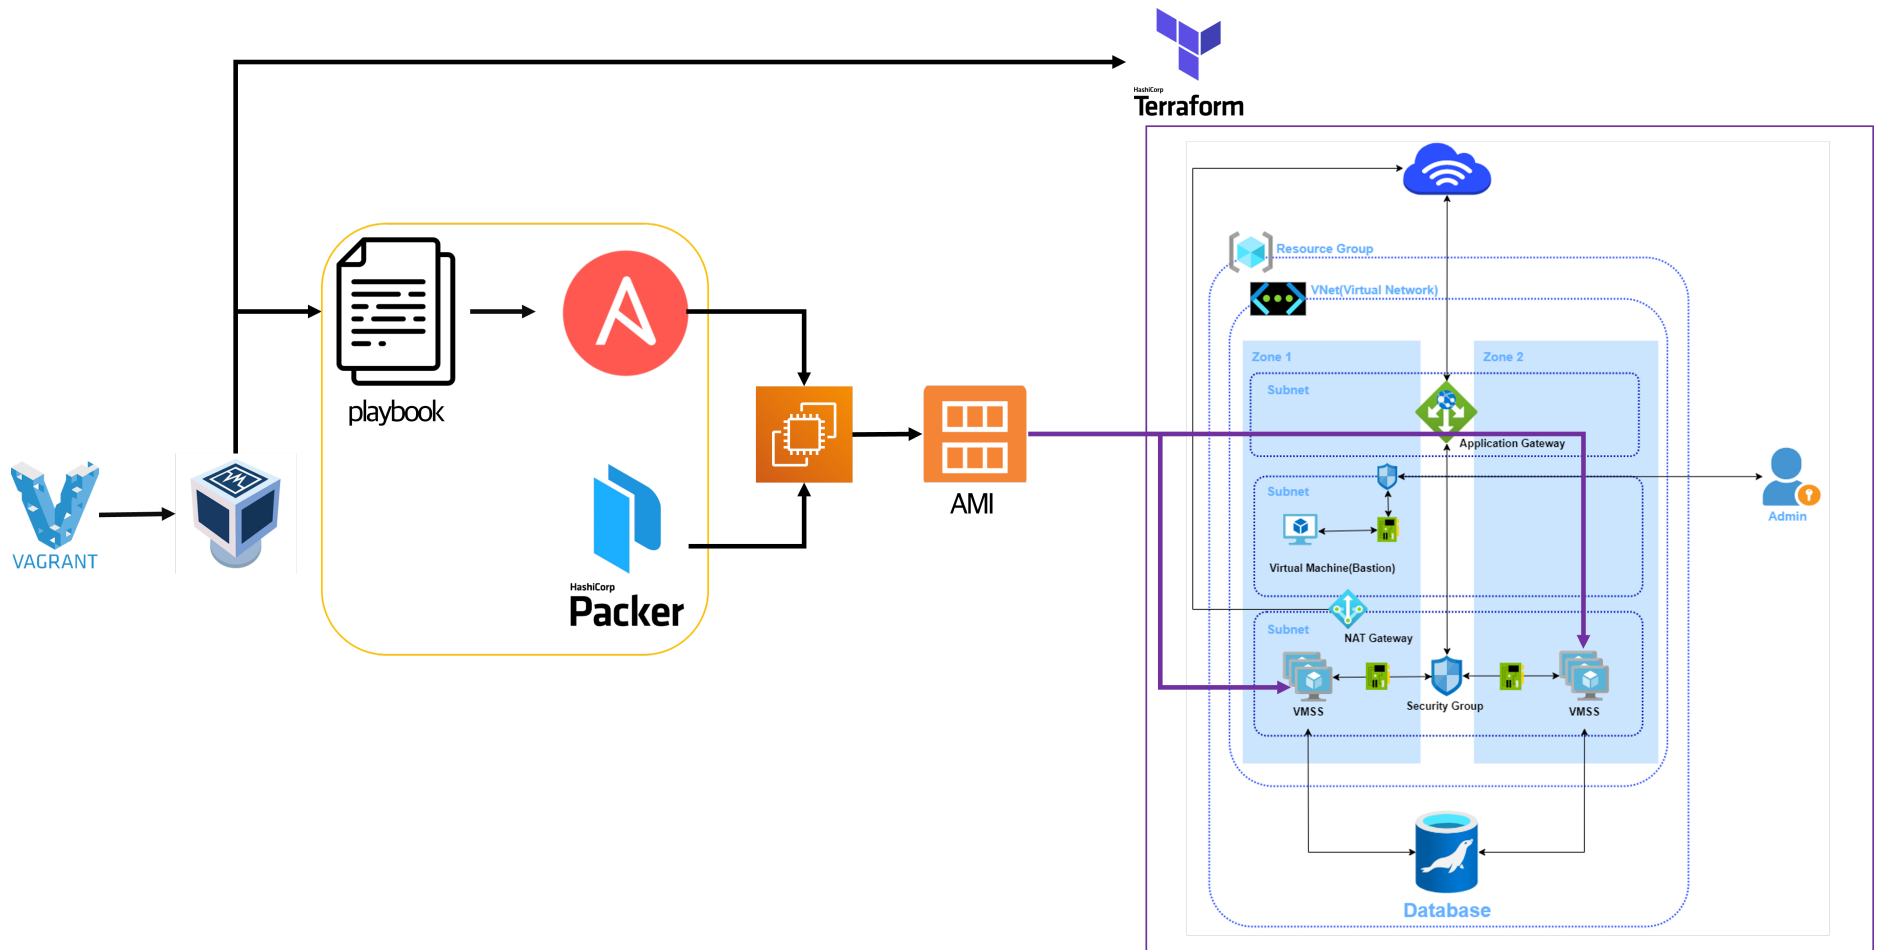 HashiCorp
Terraform
Resource Group
VNet(Virtual Network)
Zone 1
Zone 2
Subnet
Application Gateway
playbook
Subnet
Virtual Machine(Bastion)
Admin
AMI
VAGRANT
HashiCorp
Packer
Subnet
NAT Gateway
VMSS
Security Group
VMSS
Database